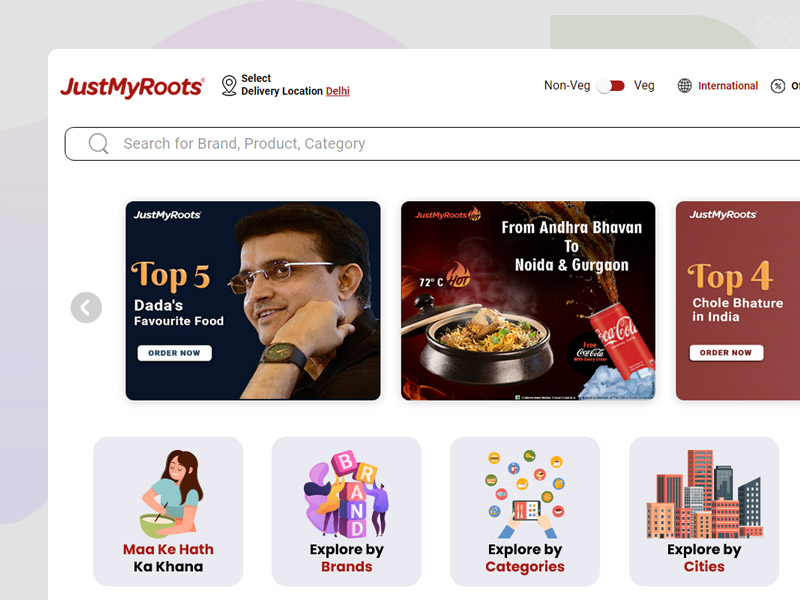 JustMyRoots
Select
Delivery Location Delhi
Non-Veg
Veg
International
Search for Brand, Product, Category
JustMyRoots
Top 5
Dada's
Favourite Food
ORDER NOW
JustMyRoots Hot
From Andhra Bhavan
To
Noida & Gurgaon
72° C Hot
Free
Coca-Cola
With Every Order
Coca-Cola
JustMyRoots
Top 4
Chole Bhature
in India
ORDER NOW
Maa Ke Hath
Ka Khana
BRAND
Explore by
Brands
Explore by
Categories
Explore by
Cities